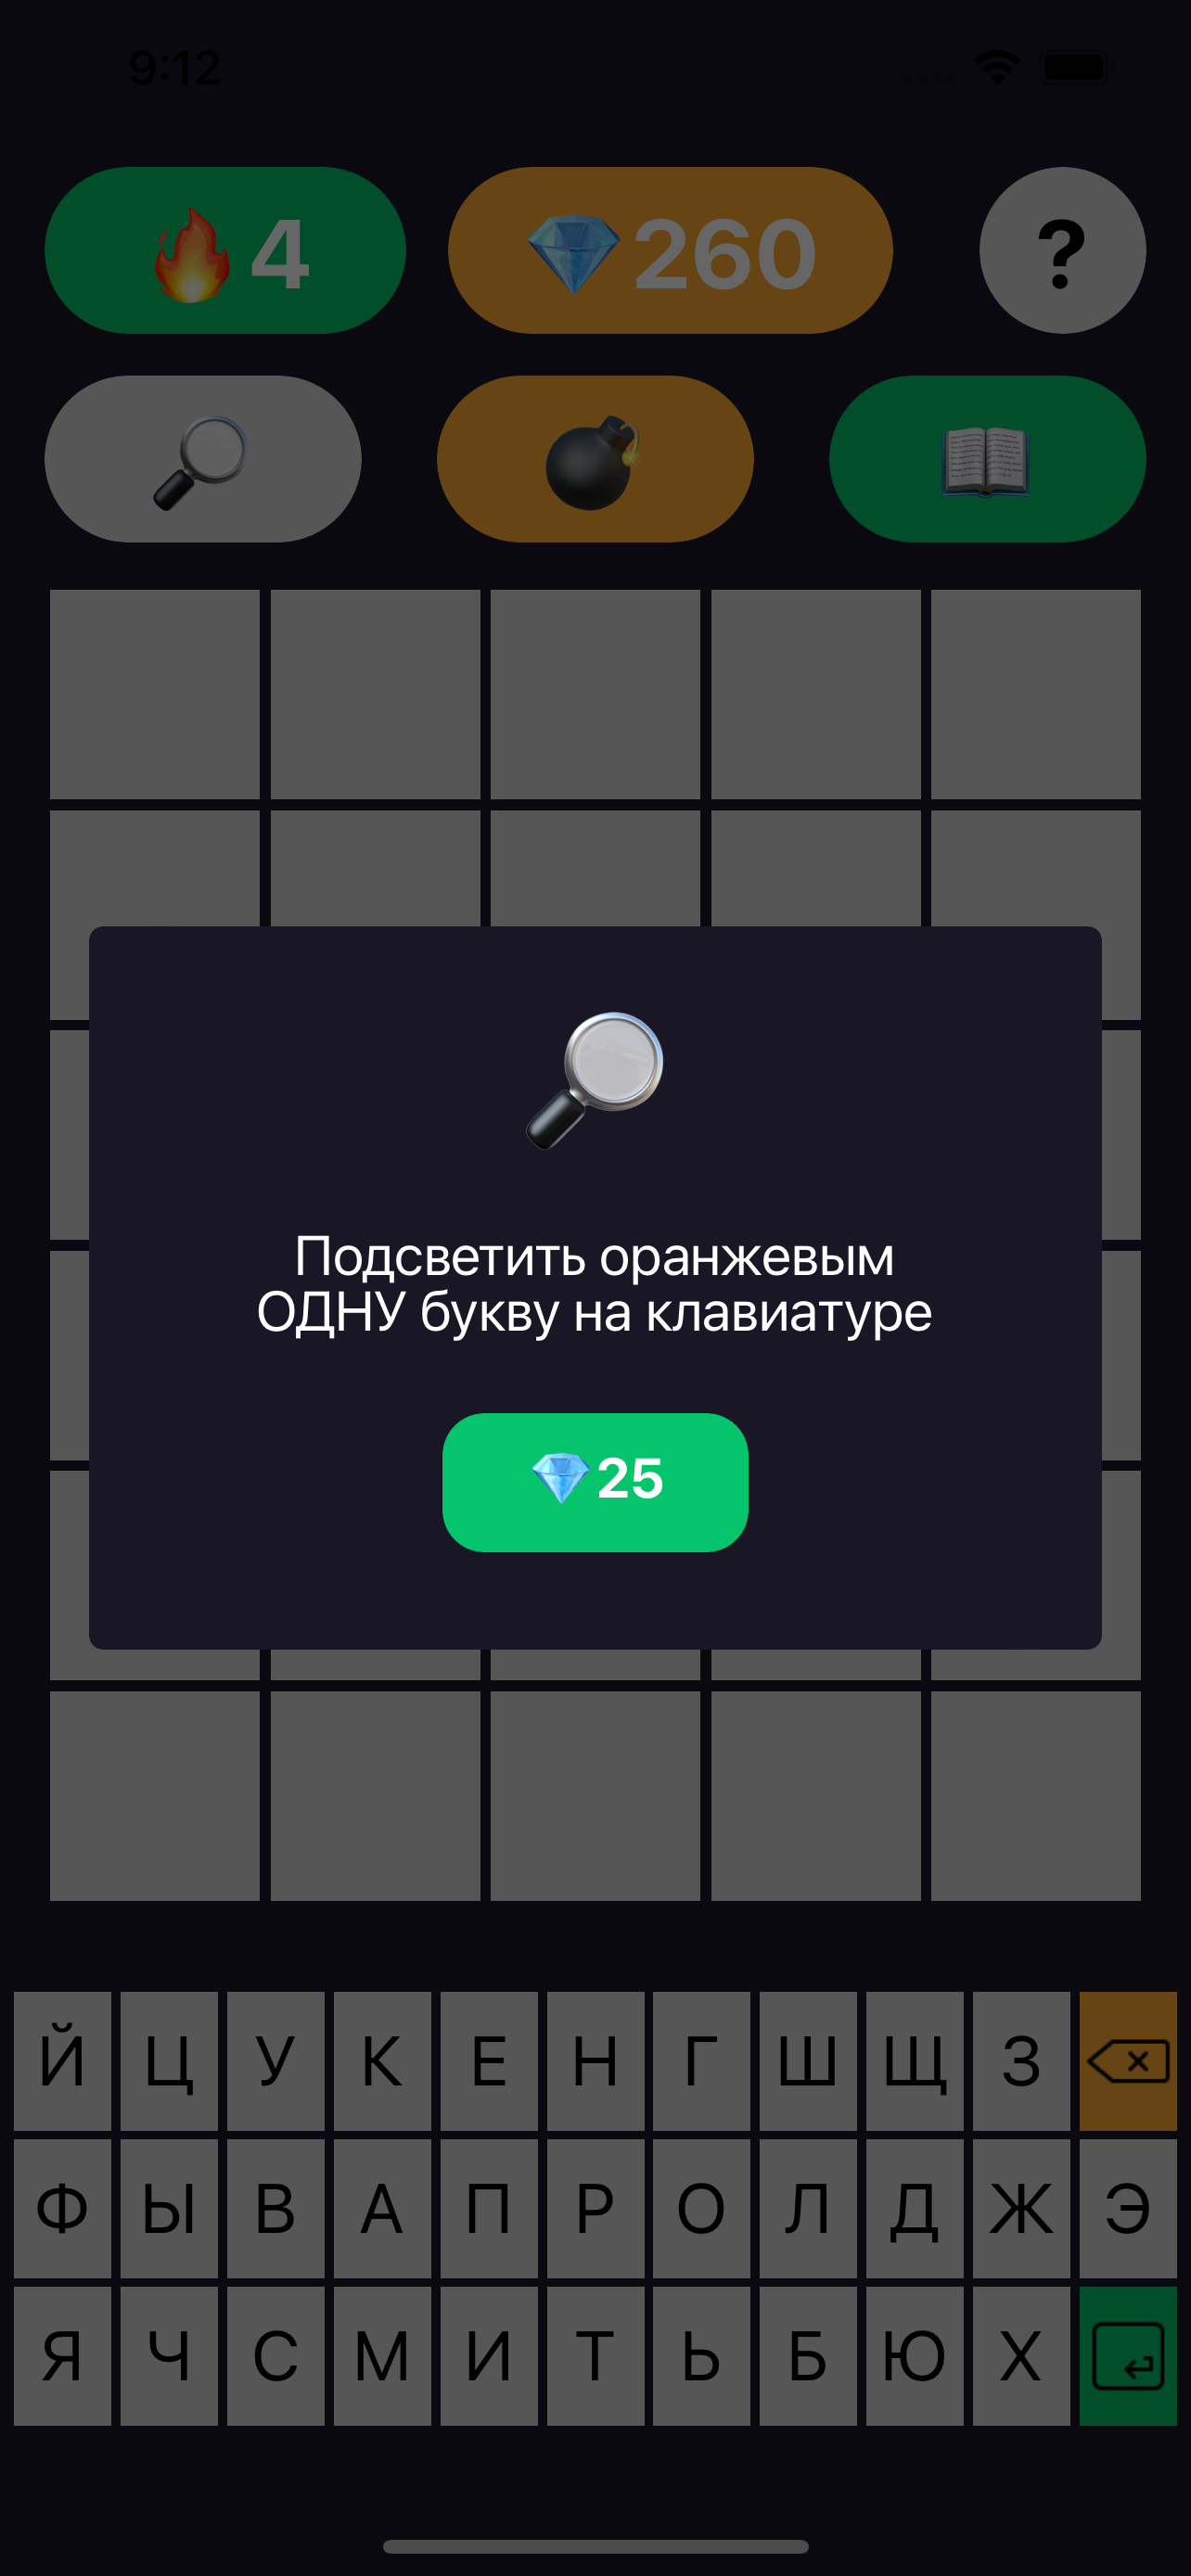 9:12
4
260
?
Подсветить оранжевым
ОДНУ букву на клавиатуре
25
Й Ц У К Е Н Г Ш Щ З
Ф Ы В А П Р О Л Д Ж Э
Я Ч С М И Т Ь Б Ю Х